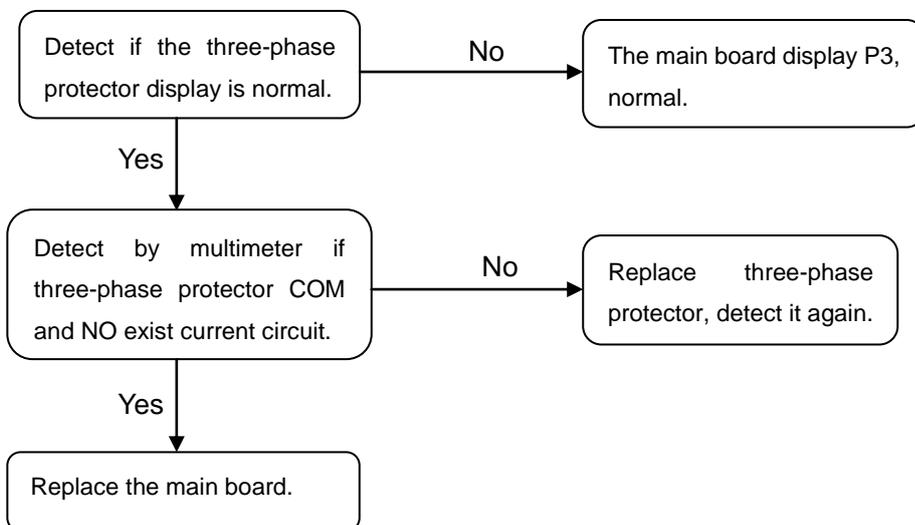 Detect if the three-phase
protector display is normal.
No
The main board display P3,
normal.
Yes
Detect by multimeter if
three-phase protector COM
and NO exist current circuit.
No
Replace three-phase
protector, detect it again.
Yes
Replace the main board.